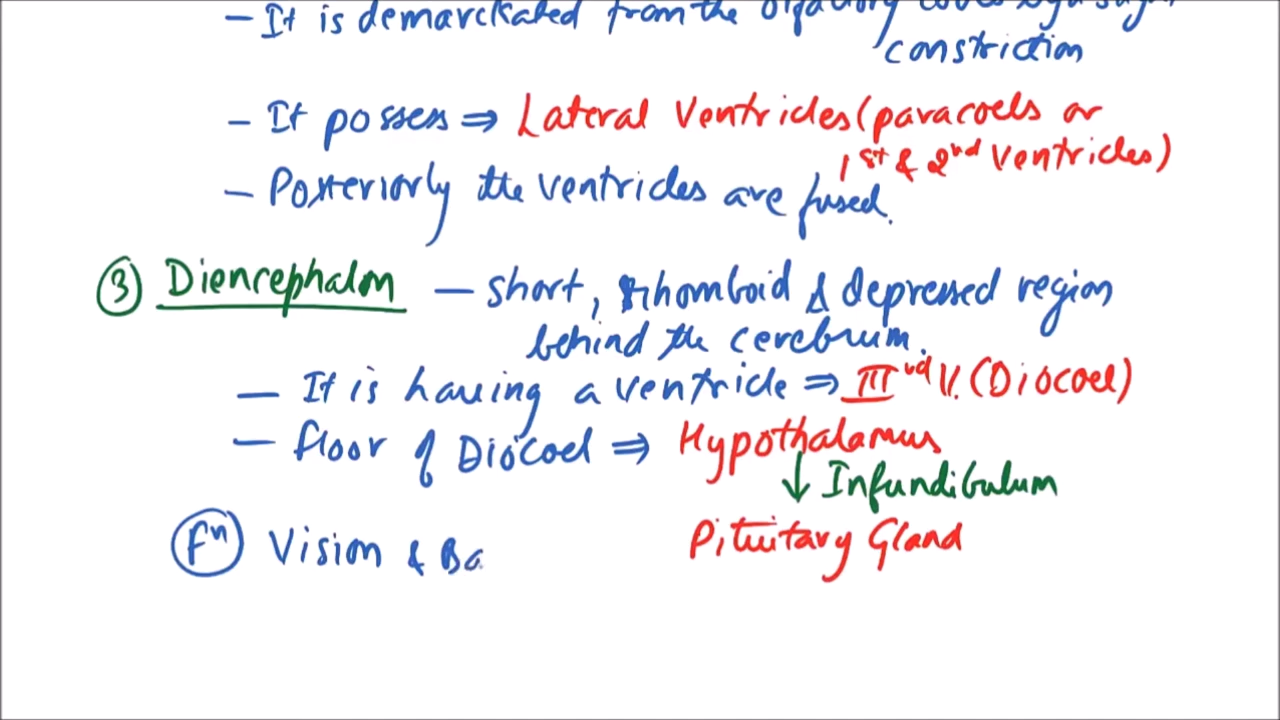 - It is demarckated from the olfactory
constriction
- It possess ⇒ Lateral Ventricles (paracoels or
1st & 2nd ventricles)
- Posteriorly the ventricles are fused.
③ Diencephalon - short, rhomboid & depressed region
behind the cerebrum.
- It is having a ventricle ⇒ IIIrd V. (Diocoel)
- floor of Diocoel ⇒ Hypothalamus
↓ Infundibulum
Pituitary Gland
Fn Vision & Ba